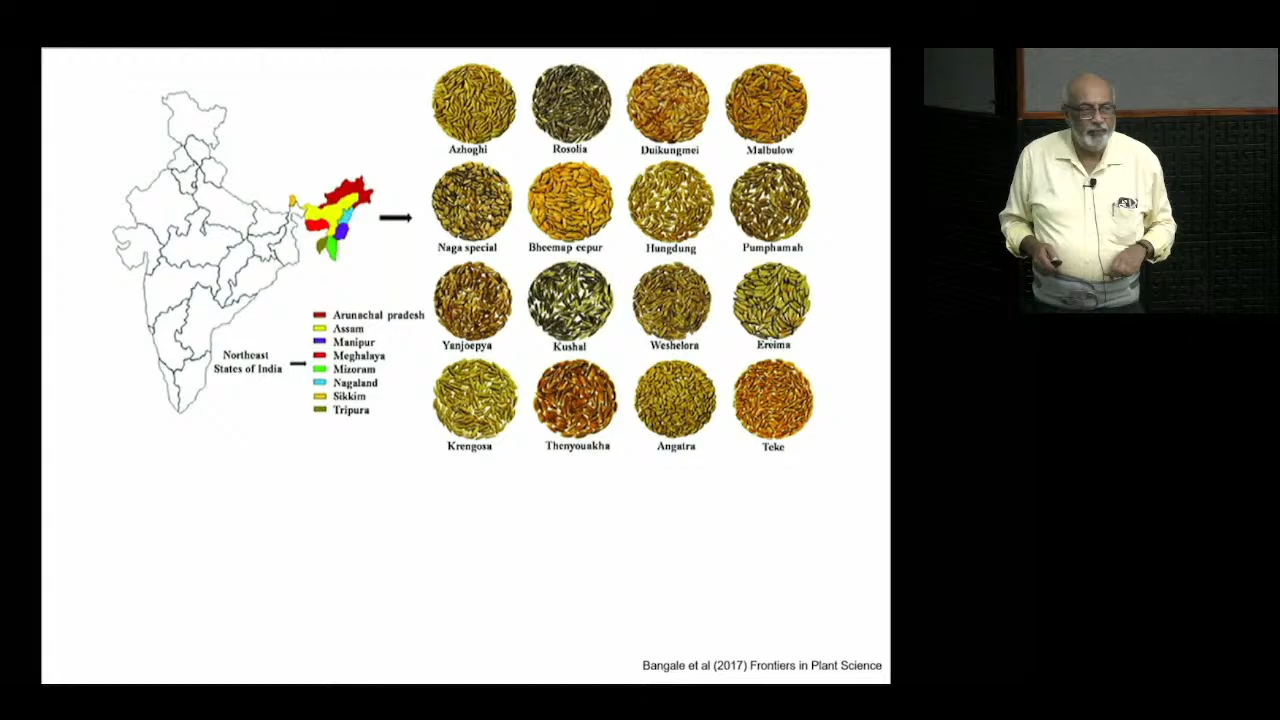 Azhoghi Rosolia Duikungmei Malbulow
Naga special Bheemap eepur Hungdung Pumphamah
Yanjoepya Kushal Weshelora Ereima
Krengosa Thenyouakha Angatra Teke
Northeast
States of India
Arunachal pradesh
Assam
Manipur
Meghalaya
Mizoram
Nagaland
Sikkim
Tripura
Bangale et al (2017) Frontiers in Plant Science